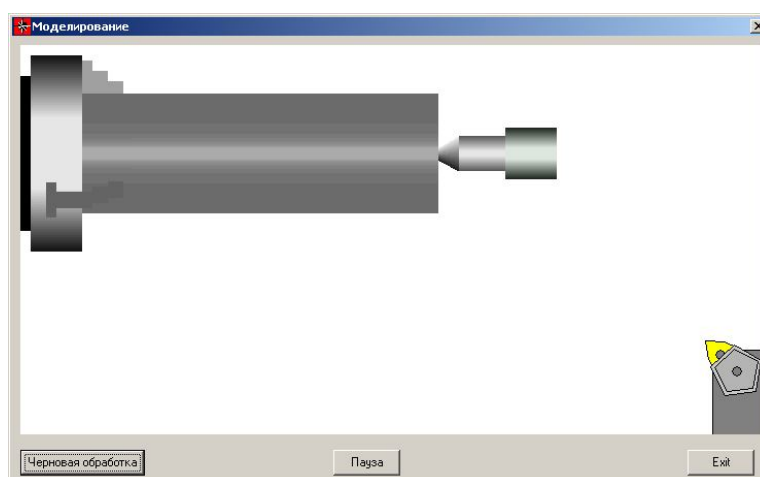 Моделирование
Черновая обработка
Пауза
Exit